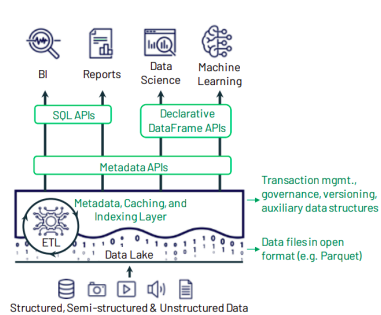 BI
Reports
Data
Science
Machine
Learning
SQL APIs
Declarative
DataFrame APIs
Metadata APIs
Metadata, Caching, and
Indexing Layer
ETL
Data Lake
Transaction mgmt.,
governance, versioning,
auxiliary data structures
Data files in open
format (e.g. Parquet)
Structured, Semi-structured & Unstructured Data